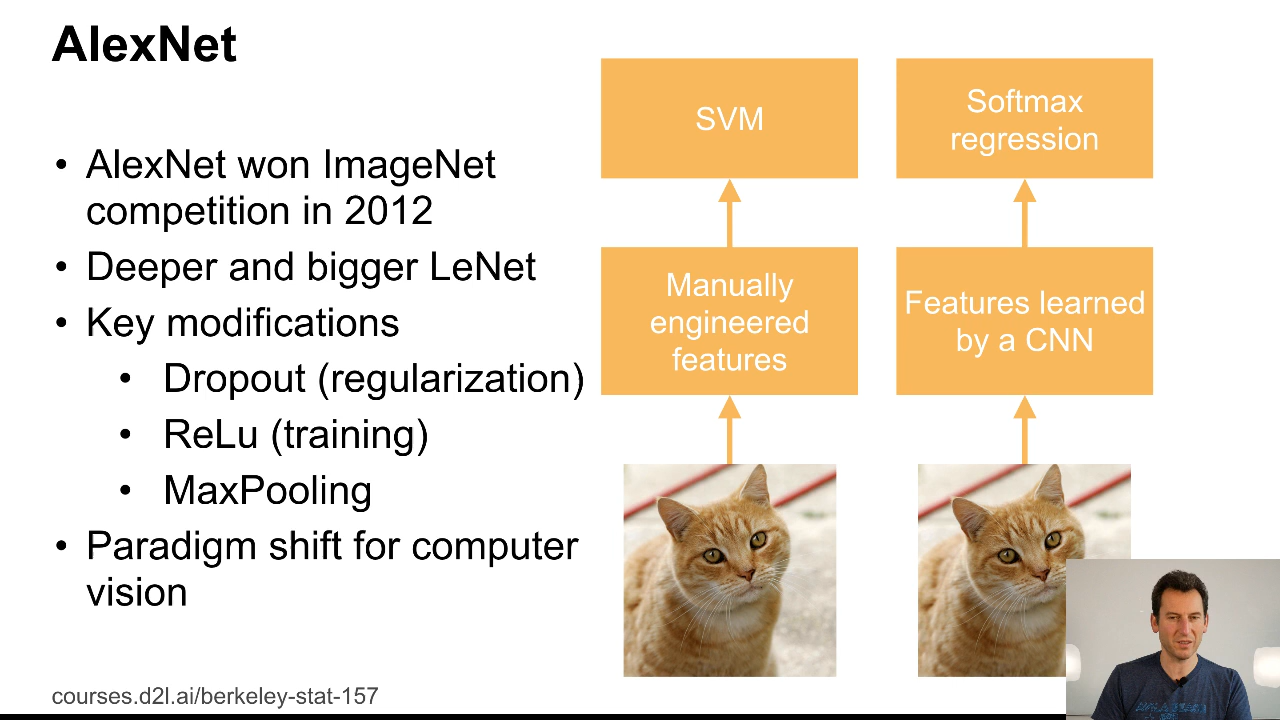 AlexNet
• AlexNet won ImageNet
competition in 2012
• Deeper and bigger LeNet
• Key modifications
• Dropout (regularization)
• ReLu (training)
• MaxPooling
• Paradigm shift for computer
vision
SVM
Manually
engineered
features
Softmax
regression
Features learned
by a CNN
courses.d2l.ai/berkeley-stat-157